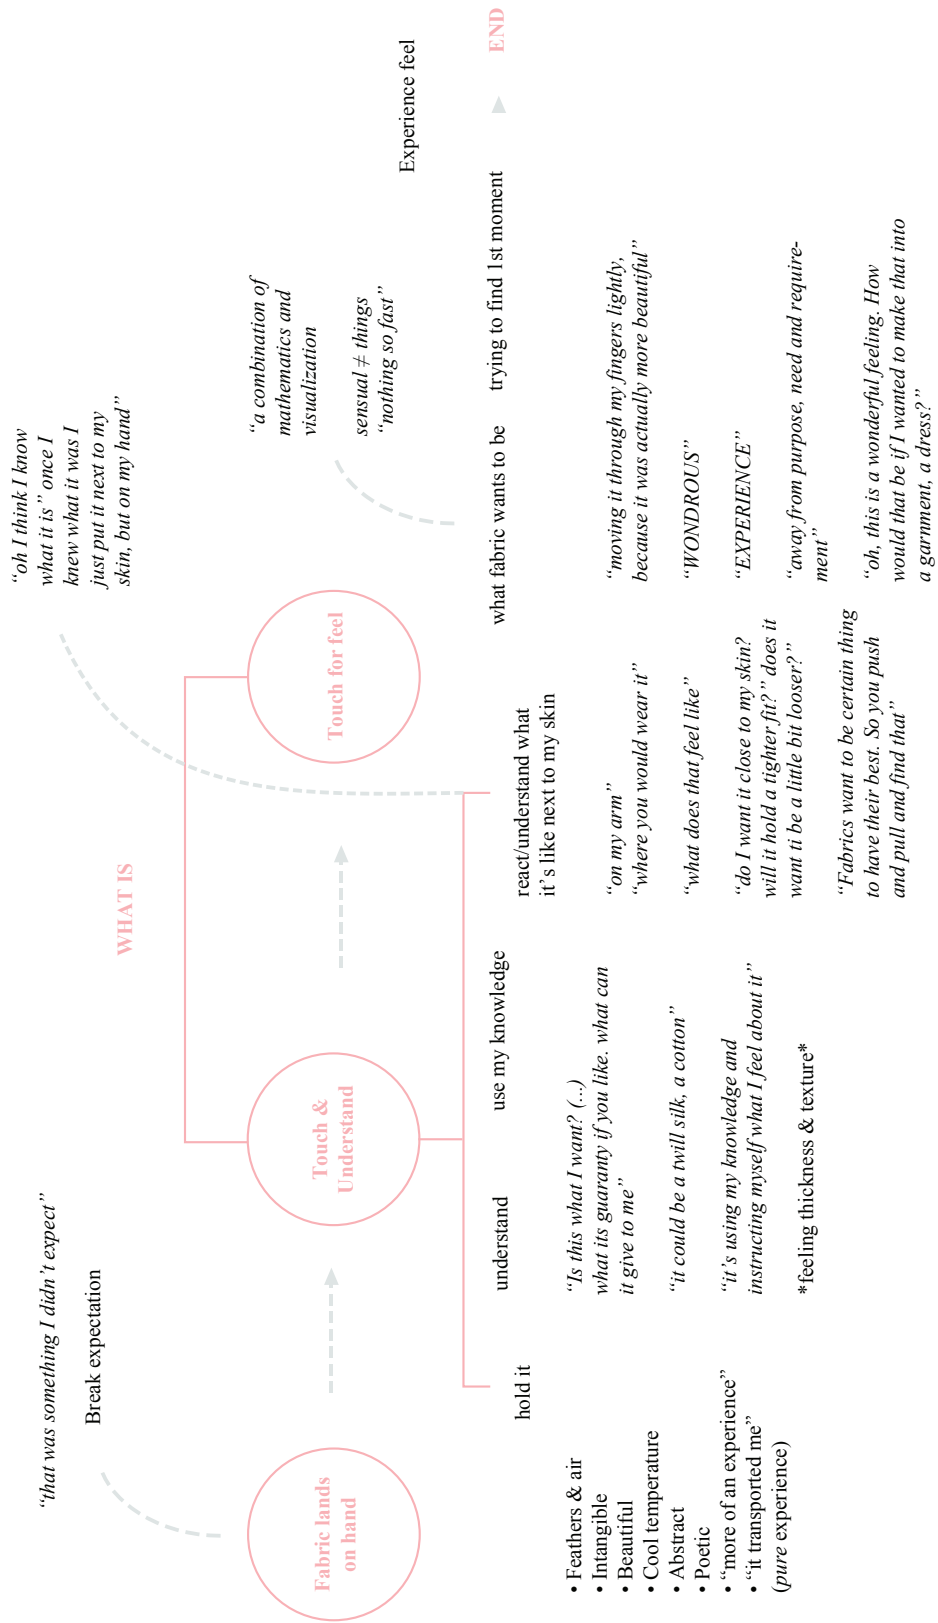 “that was something I didn’t expect”
Break expectation
Fabric lands
on hand
• Feathers & air
• Intangible
• Beautiful
• Cool temperature
• Abstract
• Poetic
• “more of an experience”
• “it transported me”
(pure experience)
WHAT IS
Touch &
Understand
hold it
understand
use my knowledge
“Is this what I want? (...)
what its guaranty if you like. what can
it give to me”
“it could be a twill silk, a cotton”
“it’s using my knowledge and
instructing myself what I feel about it”
*feeling thickness & texture*
react/understand what
it’s like next to my skin
“on my arm”
“where you would wear it”
“what does that feel like”
“do I want it close to my skin?
will it hold a tighter fit?” does it
want ti be a little bit looser?”
“Fabrics want to be certain thing
to have their best. So you push
and pull and find that”
“oh I think I know
what it is” once I
knew what it was I
just put it next to my
skin, but on my hand”
Touch for feel
what fabric wants to be
“a combination of
mathematics and
visualization
sensual ≠ things
“nothing so fast”
trying to find 1st moment
“moving it through my fingers lightly,
because it was actually more beautiful”
“WONDROUS”
“EXPERIENCE”
“away from purpose, need and require-
ment”
“oh, this is a wonderful feeling. How
would that be if I wanted to make that into
a garnment, a dress?”
Experience feel
END